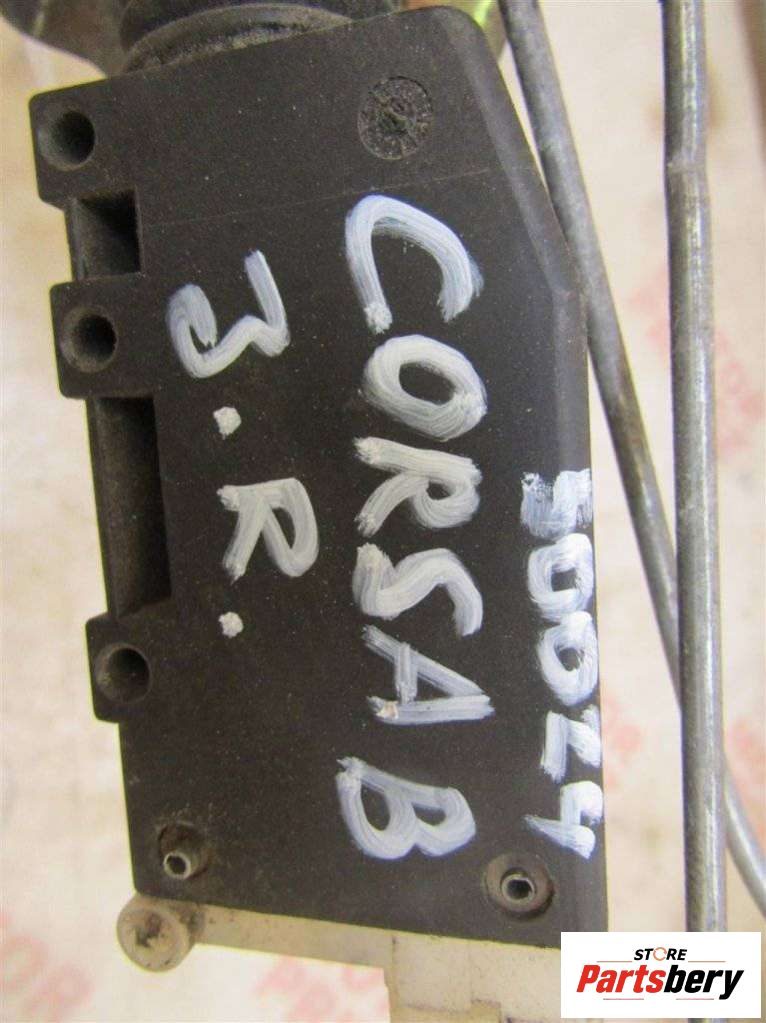 50024
CORSA B
3.R.
STORE
Partsbery